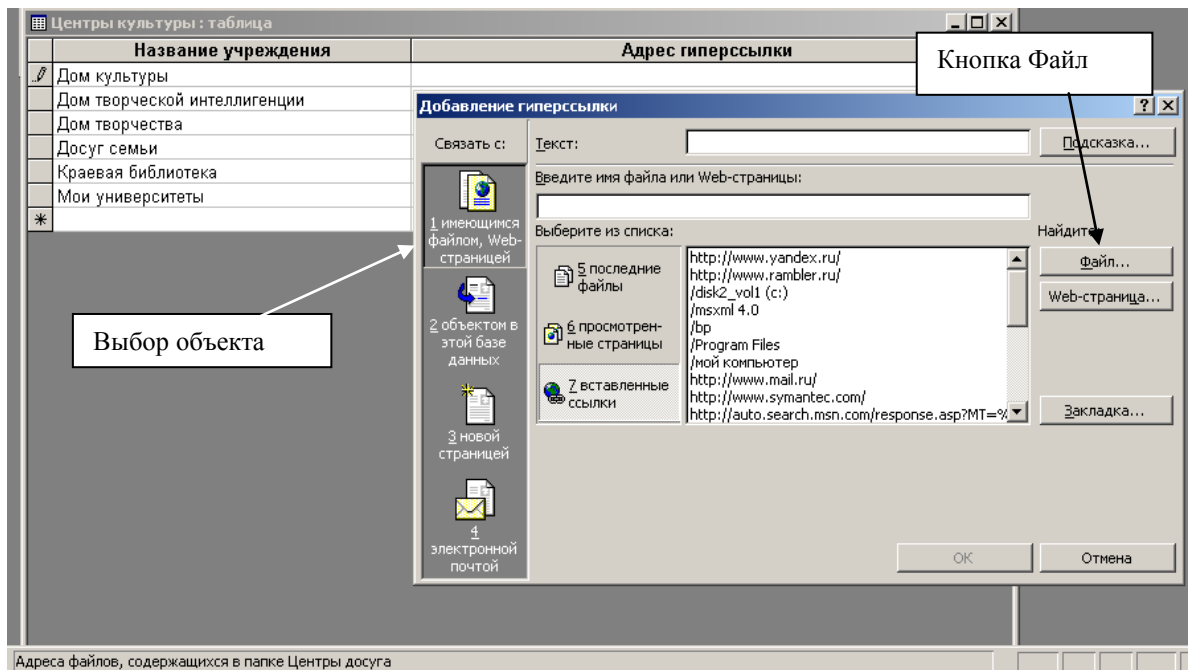 Центры культуры : таблица
Название учреждения
Адрес гиперссылки
Кнопка Файл
Дом культуры
Дом творческой интеллигенции
Дом творчества
Досуг семьи
Краевая библиотека
Мои университеты
Добавление гиперссылки
Связать с:
Текст:
Подсказка...
1 имеющимся
файлом, Web-
страницей
2 объектом в
этой базе
данных
3 новой
страницей
4
электронной
почтой
Введите имя файла или Web-страницы:
Выберите из списка:
Найдите:
5 последние
файлы
6 просмотрен-
ные страницы
7 вставленные
ссылки
http://www.yandex.ru/
http://www.rambler.ru/
/disk2_vol1 (c:)
/msxml 4.0
/bp
/Program Files
/мой компьютер
http://www.mail.ru/
http://www.symantec.com/
http://auto.search.msn.com/response.asp?MT=%
Файл...
Web-страница...
Закладка...
OK
Отмена
Выбор объекта
Адреса файлов, содержащихся в папке Центры досуга